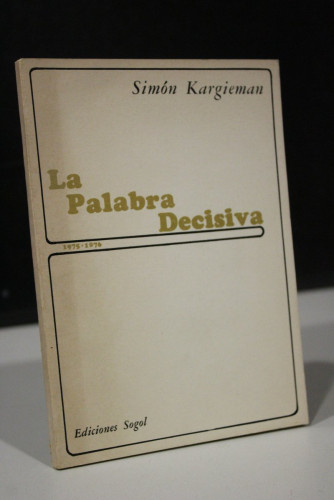 Simón Kargieman
La
Palabra
Decisiva
1975-1976
Ediciones Sogol